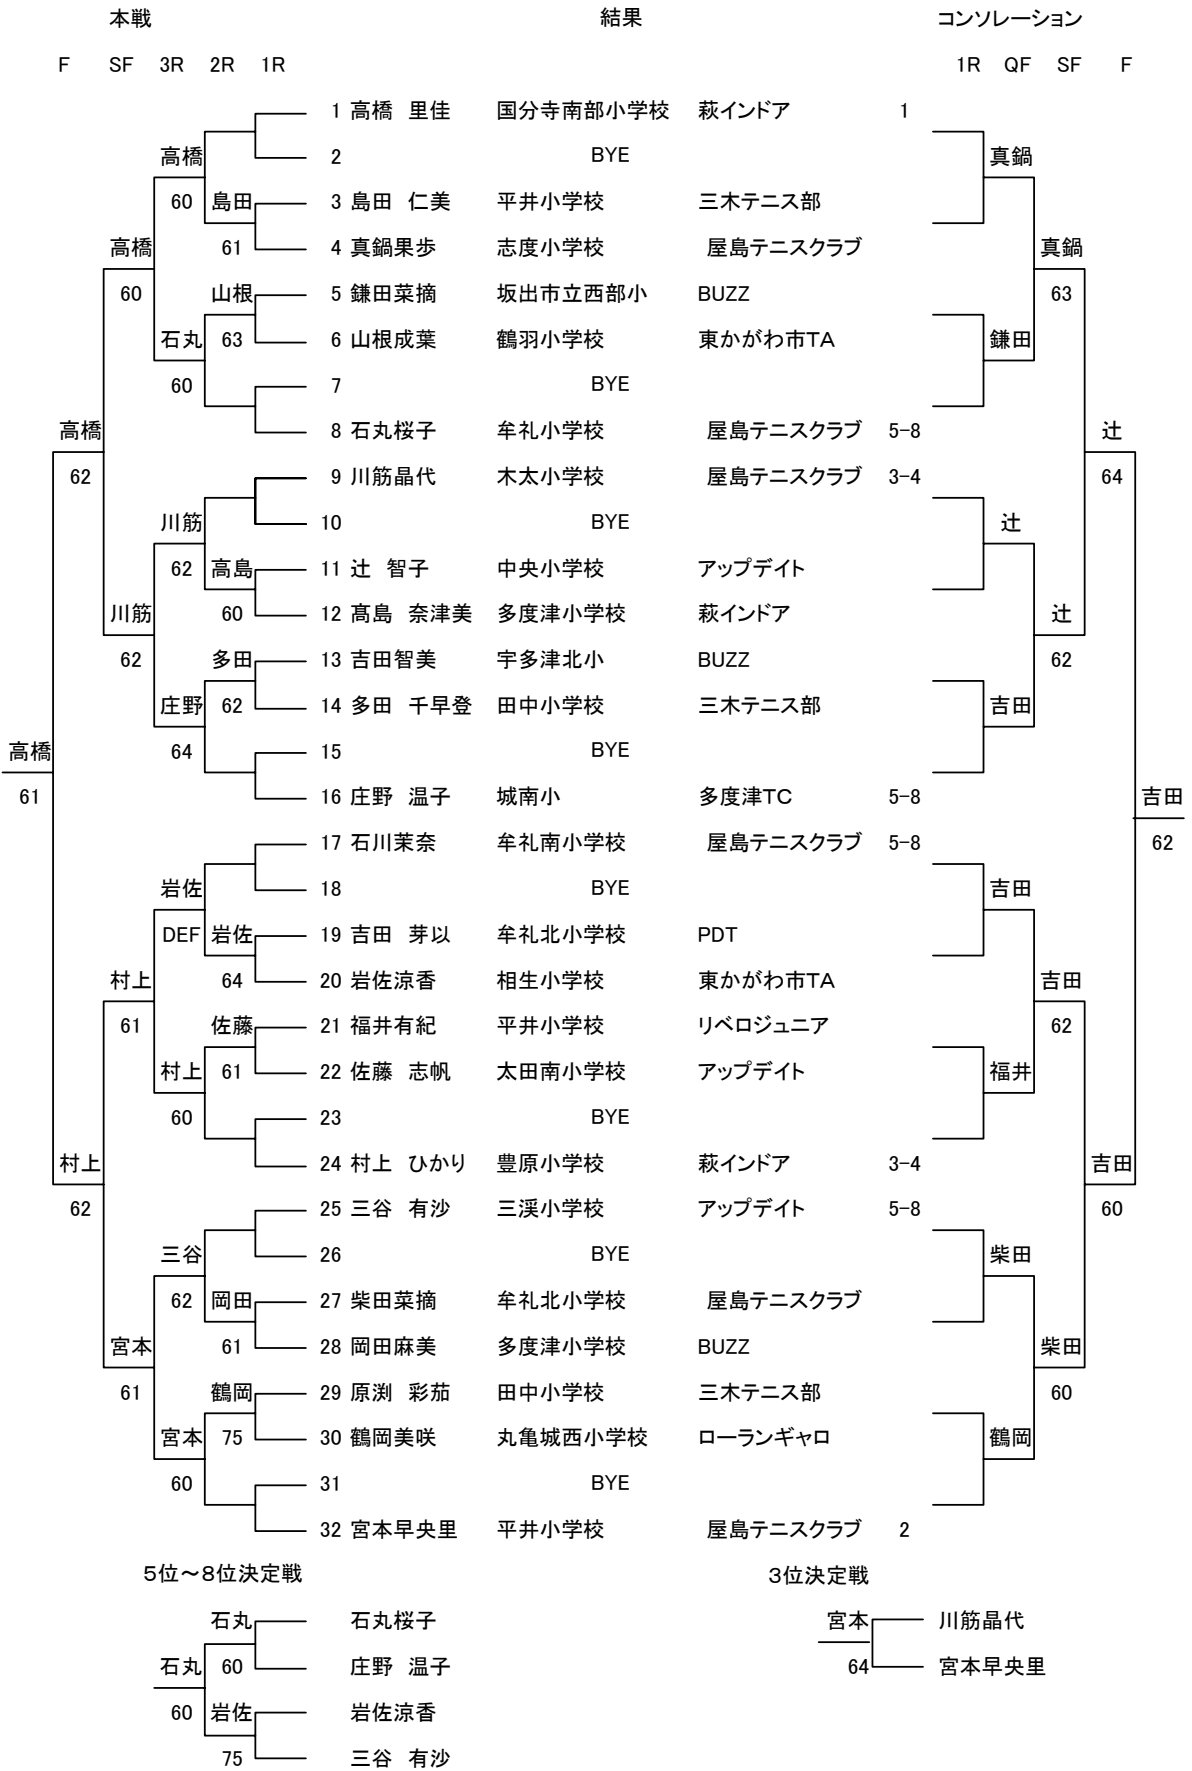 本戦 結果 コンソレーション
F SF 3R 2R 1R 1R QF SF F
1 高橋 里佳 国分寺南部小学校 萩インドア 1
高橋 2 BYE 真鍋
60 島田 3 島田 仁美 平井小学校 三木テニス部
高橋 61 4 真鍋果歩 志度小学校 屋島テニスクラブ 真鍋
60 山根 5 鎌田菜摘 坂出市立西部小 BUZZ 63
石丸 63 6 山根成葉 鶴羽小学校 東かがわ市TA 鎌田
60 7 BYE
高橋 8 石丸桜子 牟礼小学校 屋島テニスクラブ 5-8 辻
62 9 川筋晶代 木太小学校 屋島テニスクラブ 3-4 64
川筋 10 BYE 辻
62 高島 11 辻 智子 中央小学校 アップデイト
川筋 60 12 髙島 奈津美 多度津小学校 萩インドア 辻
62 多田 13 吉田智美 宇多津北小 BUZZ 62
庄野 62 14 多田 千早登 田中小学校 三木テニス部 吉田
高橋 64 15 BYE
61 16 庄野 温子 城南小 多度津TC 5-8 吉田
17 石川茉奈 牟礼南小学校 屋島テニスクラブ 5-8 62
岩佐 18 BYE 吉田
DEF 岩佐 19 吉田 芽以 牟礼北小学校 PDT
村上 64 20 岩佐涼香 相生小学校 東かがわ市TA 吉田
61 佐藤 21 福井有紀 平井小学校 リベロジュニア 62
村上 61 22 佐藤 志帆 太田南小学校 アップデイト 福井
60 23 BYE
村上 24 村上 ひかり 豊原小学校 萩インドア 3-4 吉田
62 25 三谷 有沙 三渓小学校 アップデイト 5-8 60
三谷 26 BYE 柴田
62 岡田 27 柴田菜摘 牟礼北小学校 屋島テニスクラブ
宮本 61 28 岡田麻美 多度津小学校 BUZZ 柴田
61 鶴岡 29 原渕 彩茄 田中小学校 三木テニス部 60
宮本 75 30 鶴岡美咲 丸亀城西小学校 ローランギャロ 鶴岡
60 31 BYE
32 宮本早央里 平井小学校 屋島テニスクラブ 2
5位～8位決定戦 3位決定戦
石丸 石丸桜子 宮本 川筋晶代
石丸 60 庄野 温子 64 宮本早央里
60 岩佐 岩佐涼香
75 三谷 有沙